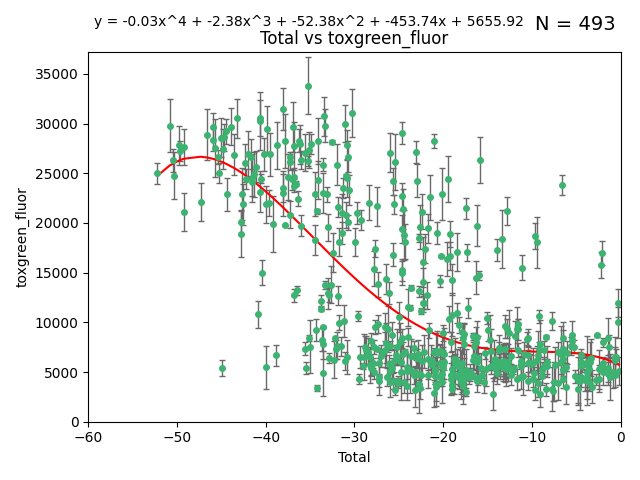 y = -0.03x^4 + -2.38x^3 + -52.38x^2 + -453.74x + 5655.92 N = 493
Total vs toxgreen_fluor
35000
30000
25000
20000
15000
10000
5000
0
toxgreen_fluor
−60 −50 −40 −30 −20 −10 0
Total